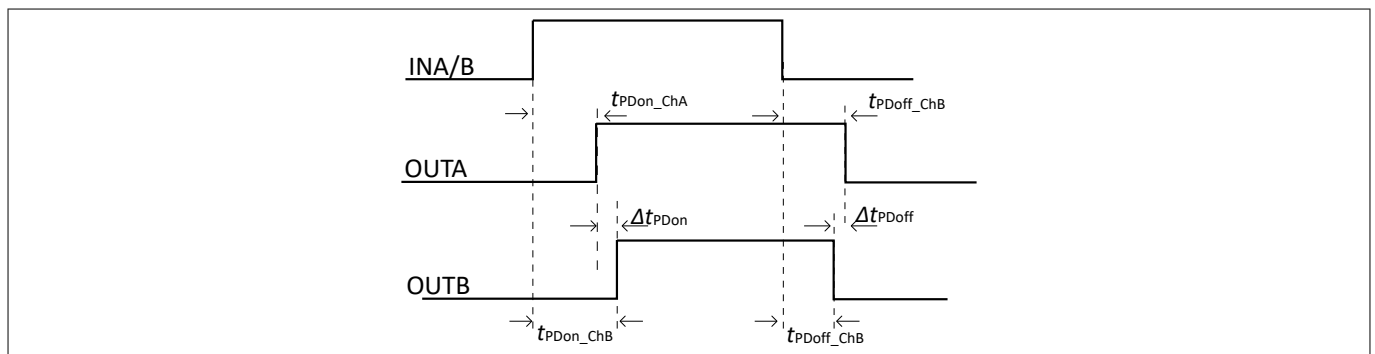 INA/B
tPDon_ChA
tPDoff_ChB
OUTA
ΔtPDon
ΔtPDoff
OUTB
tPDon_ChB
tPDoff_ChB